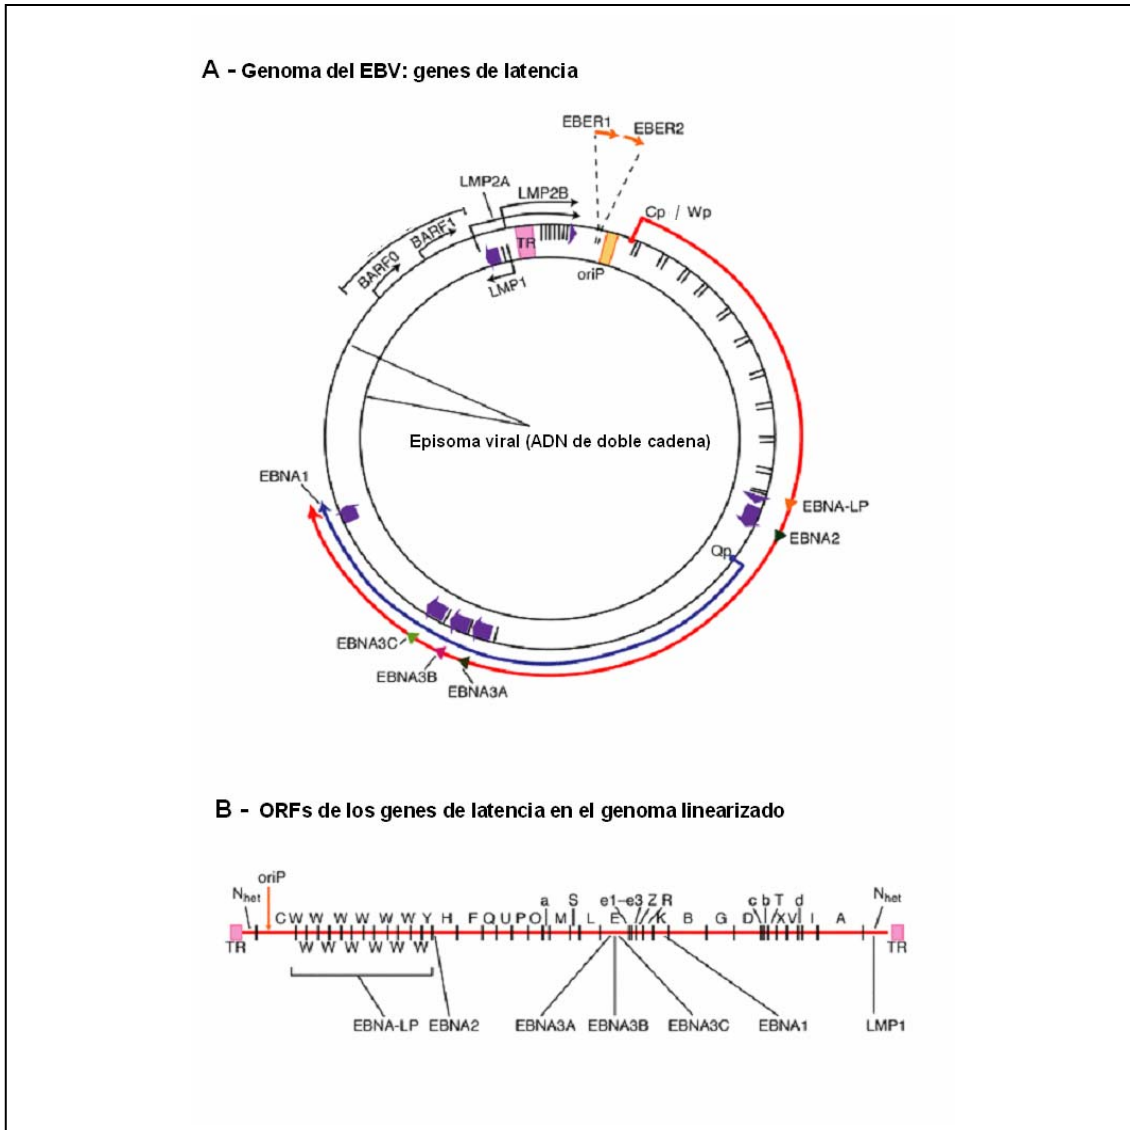 A - Genoma del EBV: genes de latencia
EBER1
EBER2
LMP2A
LMP2B
Cp / Wp
BARF1
BARF0
TR
oriP
LMP1
Episoma viral (ADN de doble cadena)
EBNA1
EBNA-LP
EBNA2
Qp
EBNA3C
EBNA3B
EBNA3A
B - ORFs de los genes de latencia en el genoma linearizado
oriP
Nhet
a S e1-e3 Z R c b T d
Nhet
C W W W W W W Y H F Q U P O M L E K B G D X V I A
TR
W W W W W W
TR
EBNA-LP EBNA2 EBNA3A EBNA3B EBNA3C EBNA1 LMP1